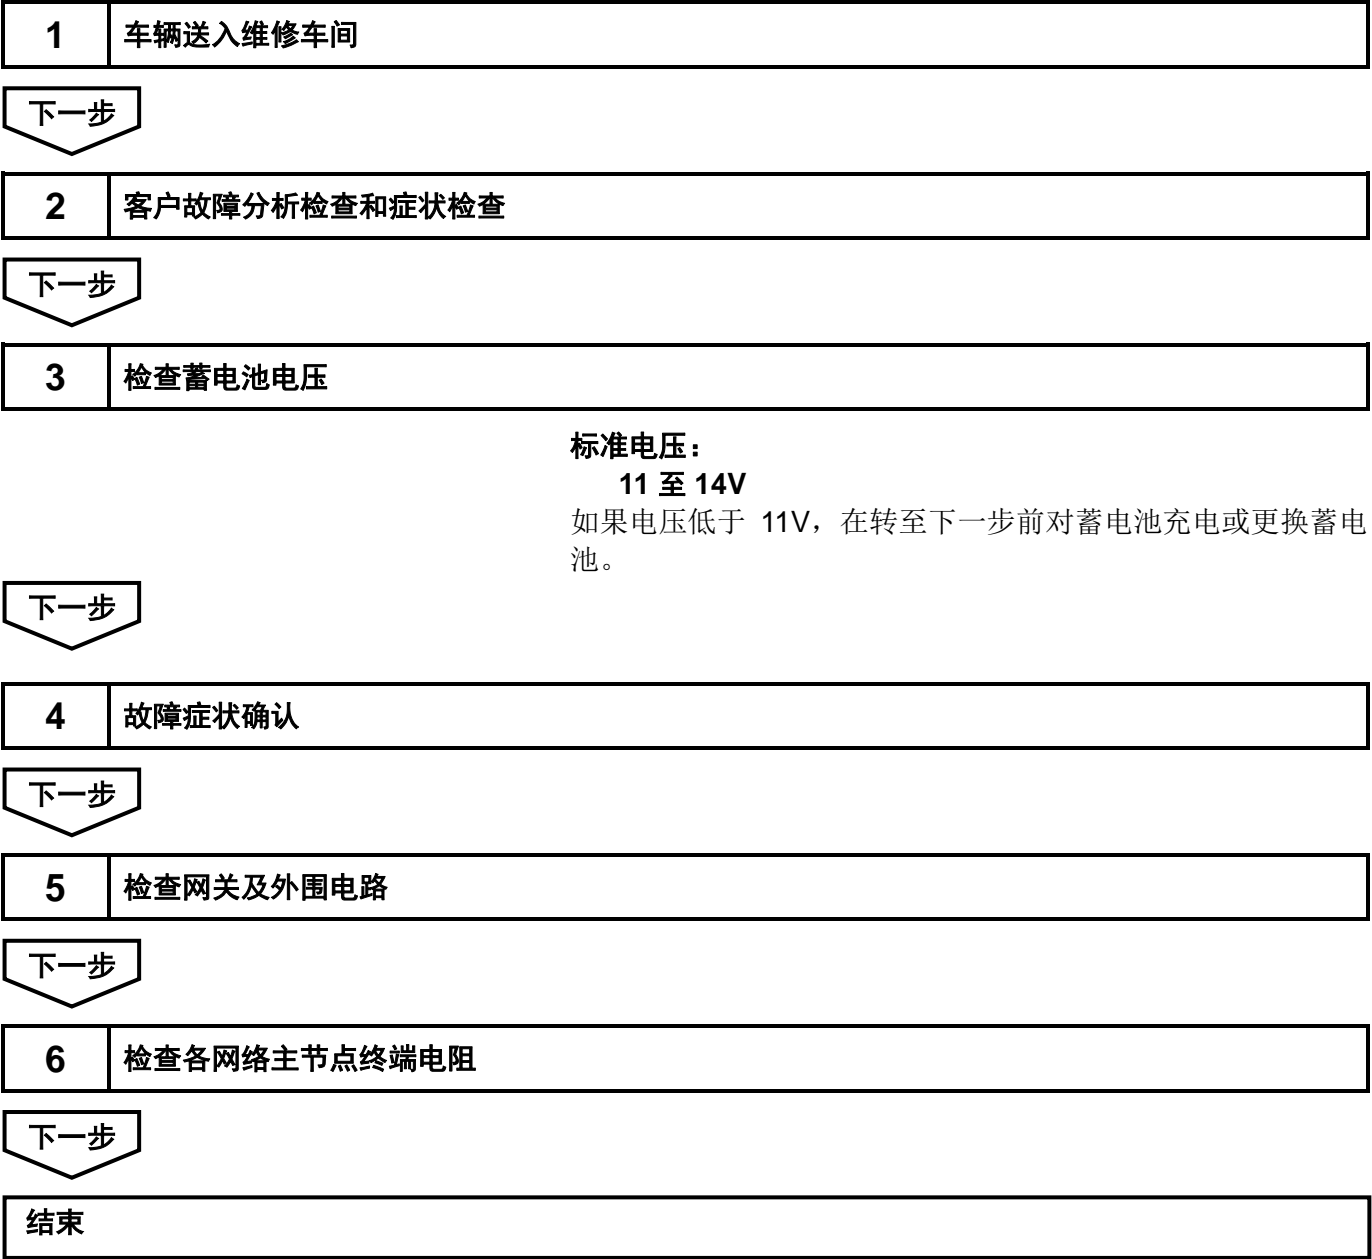 1 车辆送入维修车间
下一步
2 客户故障分析检查和症状检查
下一步
3 检查蓄电池电压
标准电压：
11 至 14V
如果电压低于 11V，在转至下一步前对蓄电池充电或更换蓄电
池。
下一步
4 故障症状确认
下一步
5 检查网关及外围电路
下一步
6 检查各网络主节点终端电阻
下一步
结束